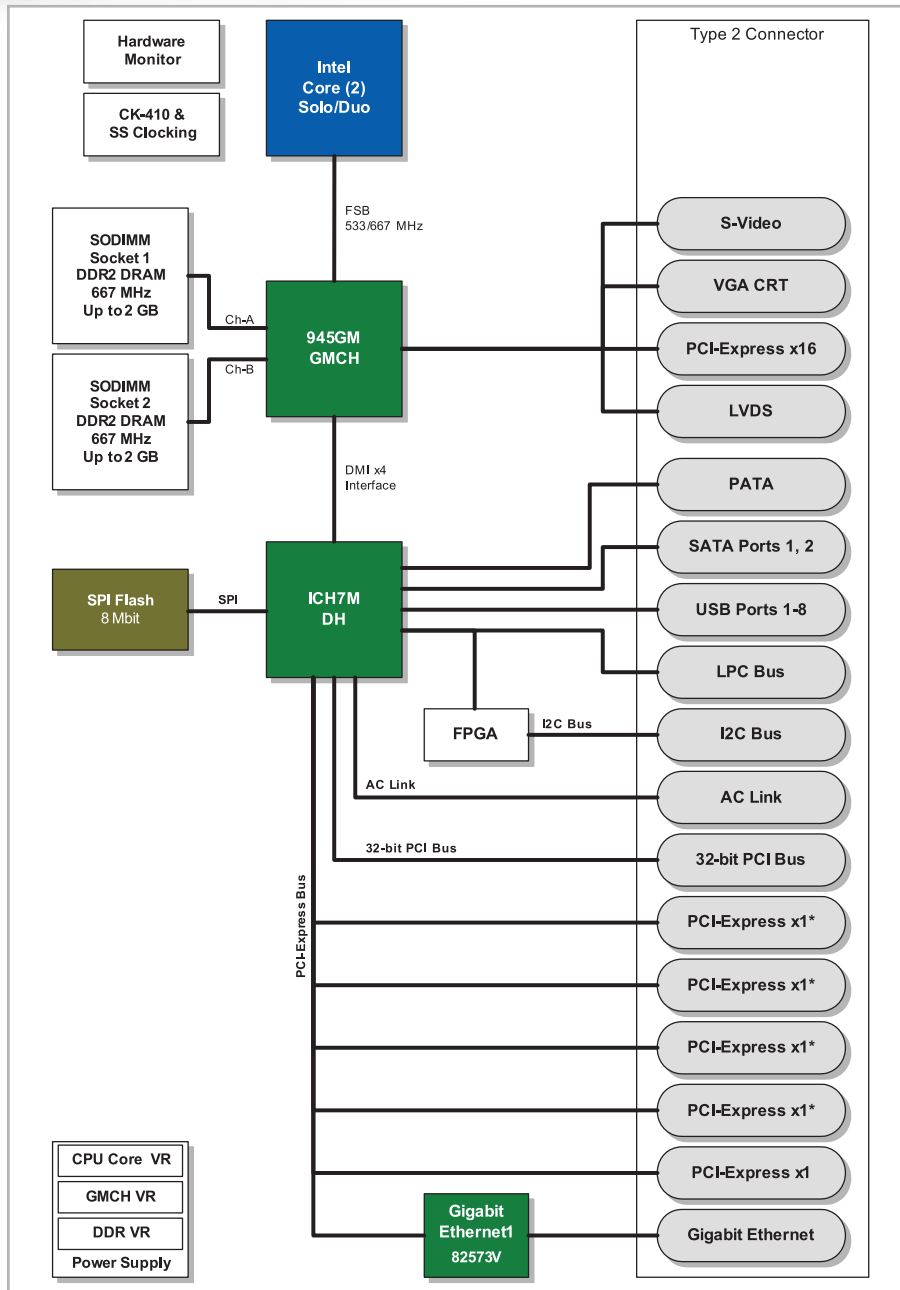 Hardware
Monitor
CK-410 &
SS Clocking
Intel
Core (2)
Solo/Duo
Type 2 Connector
FSB
533/667 MHz
SODIMM
Socket 1
DDR2 DRAM
667 MHz
Up to 2 GB
Ch-A
Ch-B
SODIMM
Socket 2
DDR2 DRAM
667 MHz
Up to 2 GB
945GM
GMCH
S-Video
VGA CRT
PCI-Express x16
LVDS
DMI x4
Interface
PATA
SATA Ports 1, 2
USB Ports 1-8
LPC Bus
SPI Flash
8 Mbit
SPI
ICH7M
DH
FPGA
I2C Bus
I2C Bus
AC Link
AC Link
32-bit PCI Bus
32-bit PCI Bus
PCI-Express Bus
PCI-Express x1*
PCI-Express x1*
PCI-Express x1*
PCI-Express x1*
PCI-Express x1
CPU Core VR
GMCH VR
DDR VR
Power Supply
Gigabit
Ethernet1
82573V
Gigabit Ethernet